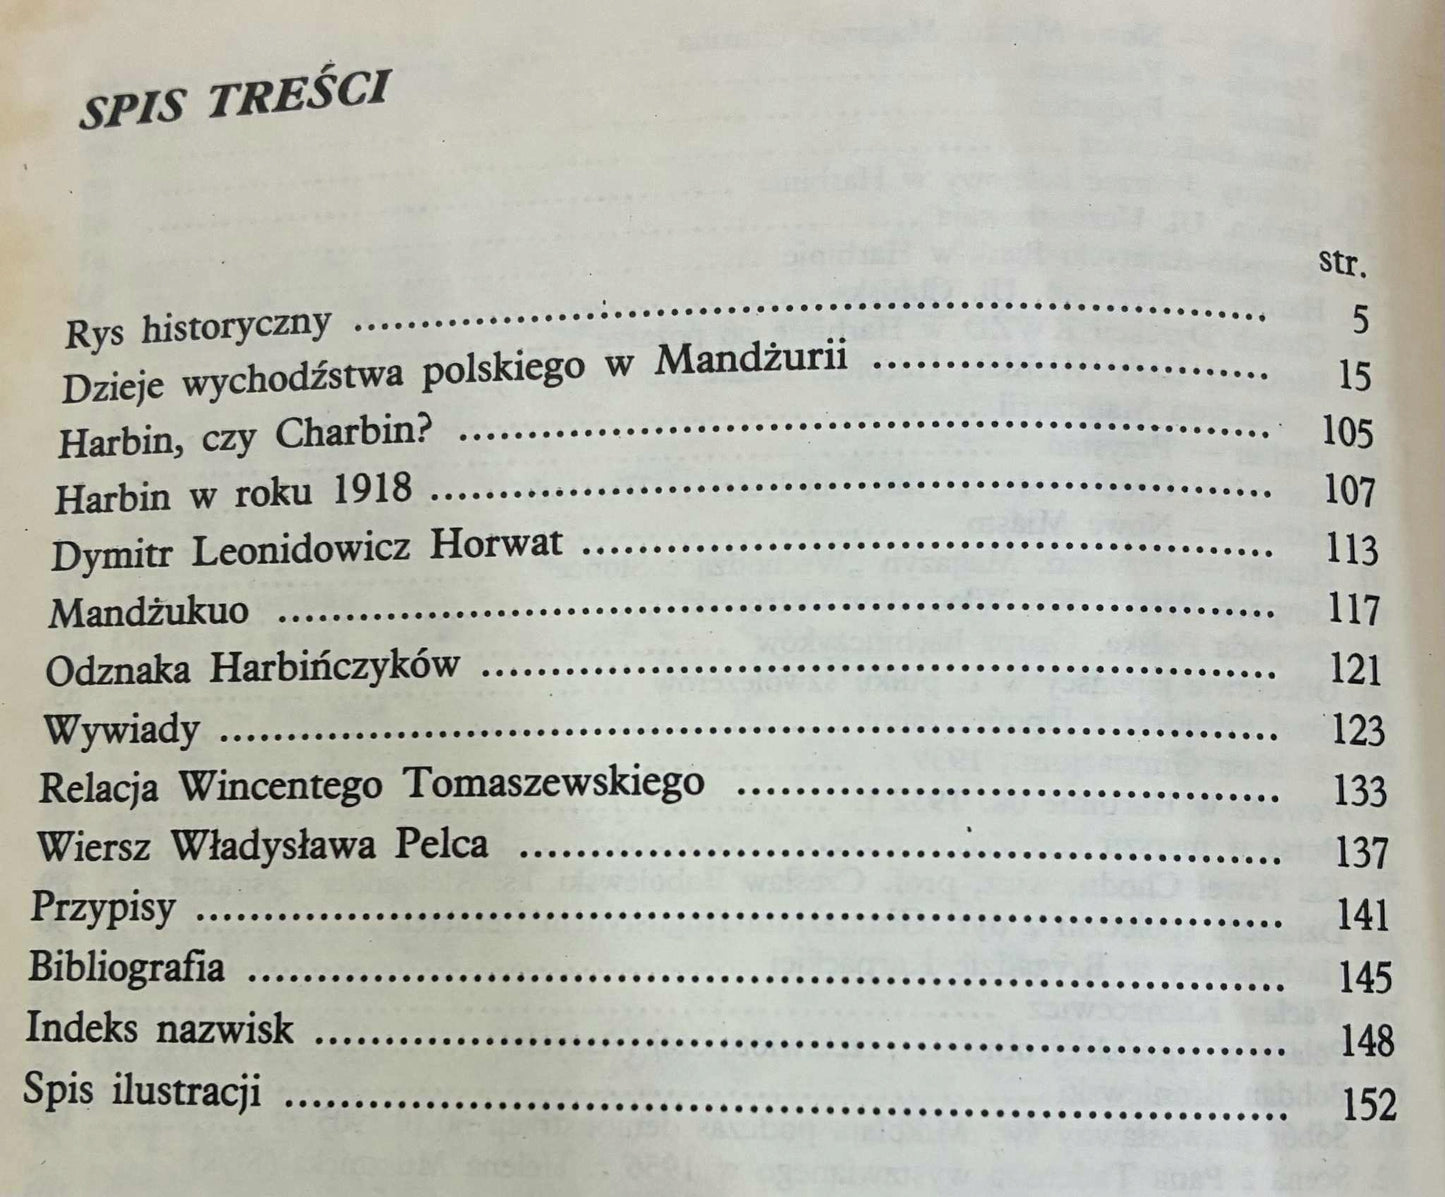 SPIS TREŚCI
str.
Rys historyczny .......... 5
Dzieje wychodźstwa polskiego w Mandżurii .......... 15
Harbin, czy Charbin? .......... 105
Harbin w roku 1918 .......... 107
Dymitr Leonidowicz Horwat .......... 113
Mandżukuo .......... 117
Odznaka Harbińczyków .......... 121
Wywiady .......... 123
Relacja Wincentego Tomaszewskiego .......... 133
Wiersz Władysława Pelca .......... 137
Przypisy .......... 141
Bibliografia .......... 145
Indeks nazwisk .......... 148
Spis ilustracji .......... 152